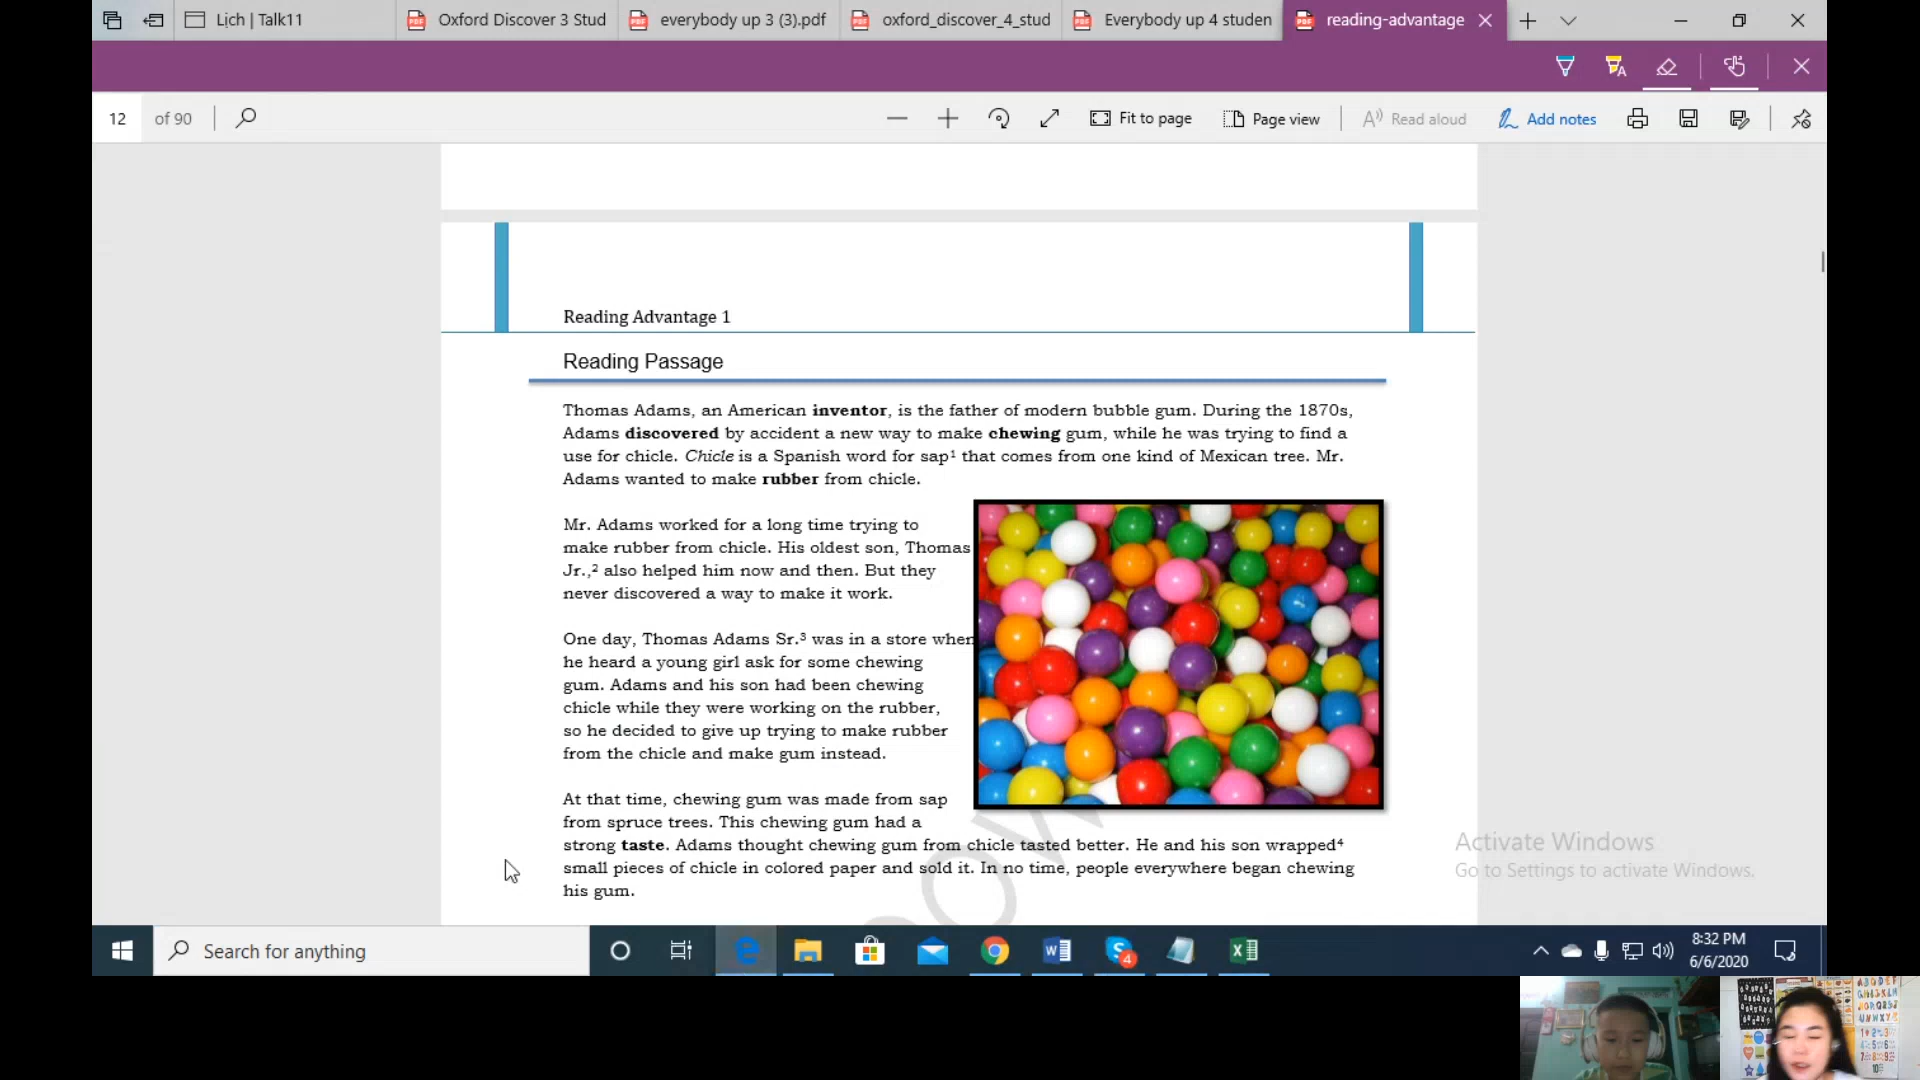 Lịch | Talk11
Oxford Discover 3 Stud
everybody up 3 (3).pdf
oxford_discover_4_stud
Everybody up 4 studen
reading-advantage
12 of 90
Fit to page
Page view
Read aloud
Add notes
Reading Advantage 1
Reading Passage
Thomas Adams, an American inventor, is the father of modern bubble gum. During the 1870s,
Adams discovered by accident a new way to make chewing gum, while he was trying to find a
use for chicle. Chicle is a Spanish word for sap¹ that comes from one kind of Mexican tree. Mr.
Adams wanted to make rubber from chicle.
Mr. Adams worked for a long time trying to
make rubber from chicle. His oldest son, Thomas
Jr.,² also helped him now and then. But they
never discovered a way to make it work.
One day, Thomas Adams Sr.³ was in a store when
he heard a young girl ask for some chewing
gum. Adams and his son had been chewing
chicle while they were working on the rubber,
so he decided to give up trying to make rubber
from the chicle and make gum instead.
At that time, chewing gum was made from sap
from spruce trees. This chewing gum had a
strong taste. Adams thought chewing gum from chicle tasted better. He and his son wrapped⁴
small pieces of chicle in colored paper and sold it. In no time, people everywhere began chewing
his gum.
Activate Windows
Go to Settings to activate Windows.
Search for anything
4
8:32 PM
6/6/2020